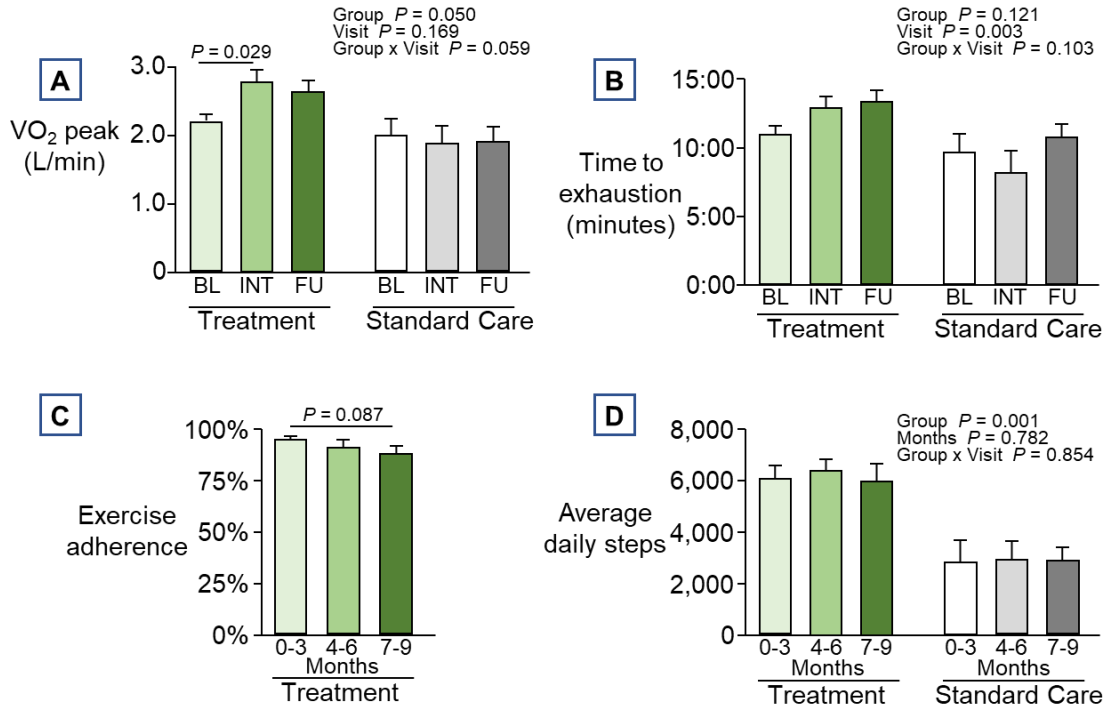 A
VO2 peak
(L/min)
P = 0.029
Group P = 0.050
Visit P = 0.169
Group x Visit P = 0.059
3.0
2.0
1.0
0
BL INT FU BL INT FU
Treatment Standard Care
B
Time to
exhaustion
(minutes)
Group P = 0.121
Visit P = 0.003
Group x Visit P = 0.103
15:00
10:00
5:00
0:00
BL INT FU BL INT FU
Treatment Standard Care
C
Exercise
adherence
P = 0.087
100%
75%
50%
25%
0%
0-3 4-6 7-9
Months
Treatment
D
Average
daily steps
Group P = 0.001
Months P = 0.782
Group x Visit P = 0.854
8,000
6,000
4,000
2,000
0
0-3 4-6 7-9 0-3 4-6 7-9
Months Months
Treatment Standard Care